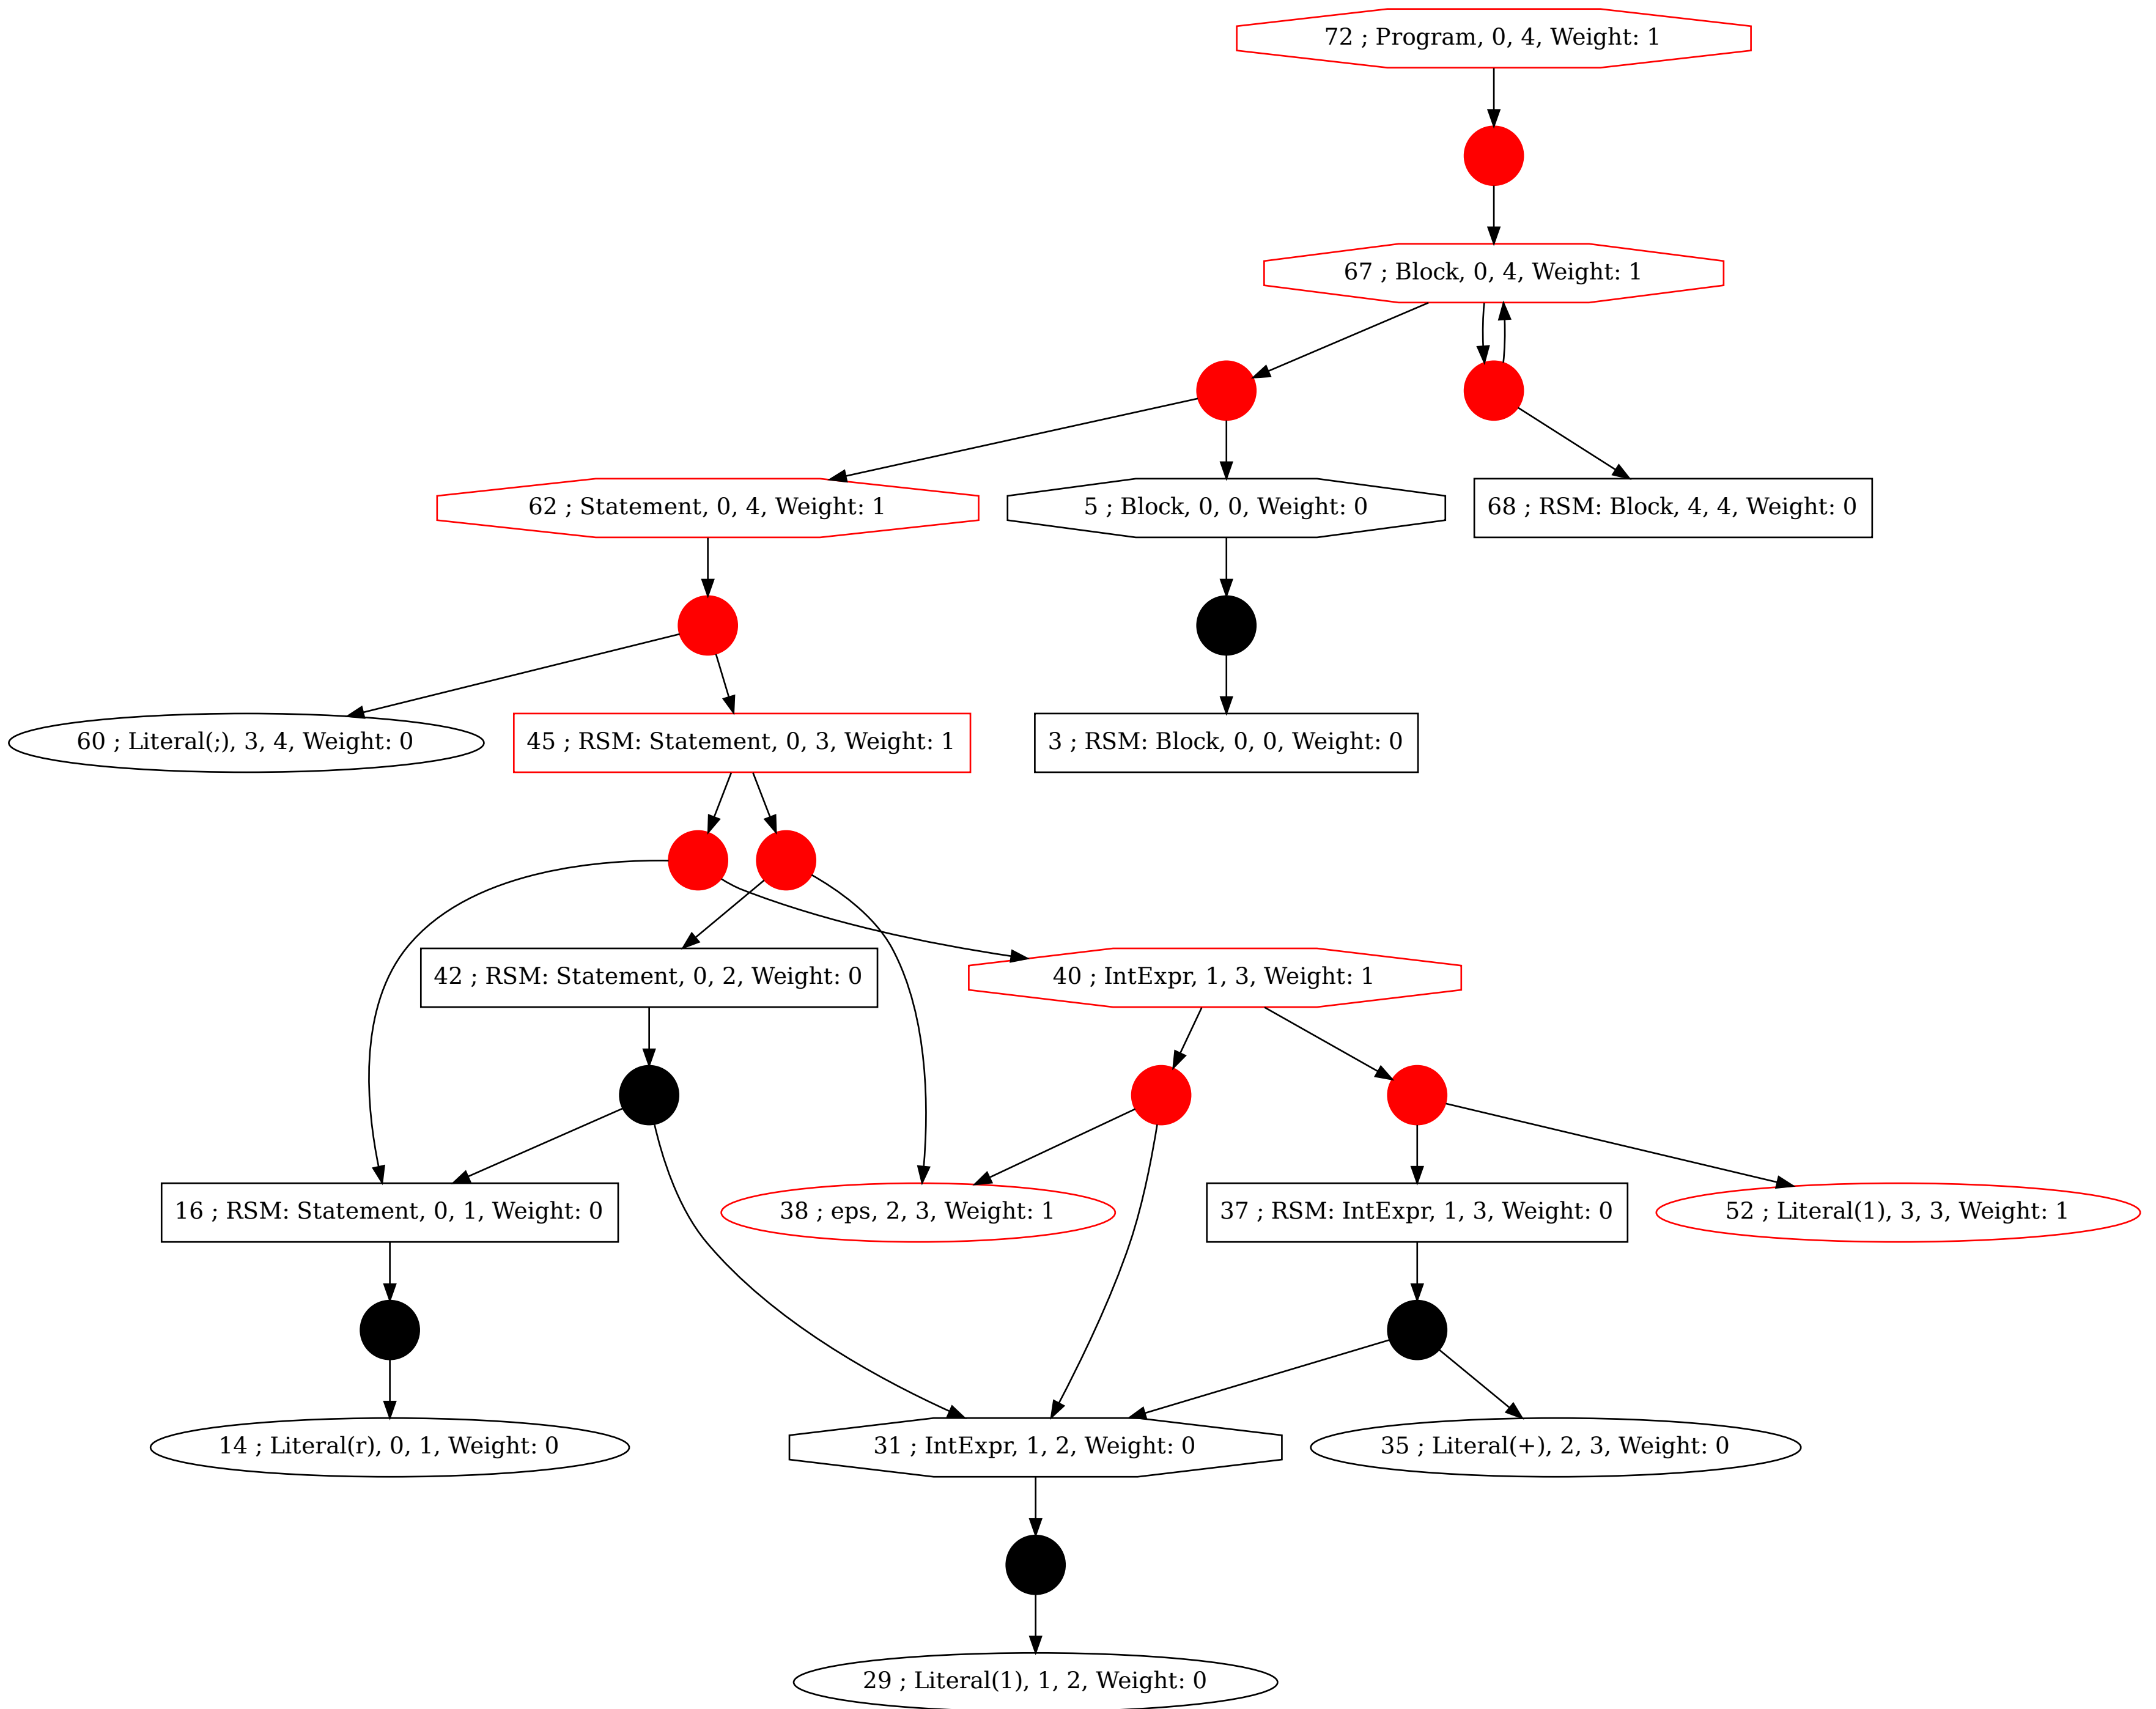 72 ; Program, 0, 4, Weight: 1
67 ; Block, 0, 4, Weight: 1
62 ; Statement, 0, 4, Weight: 1
5 ; Block, 0, 0, Weight: 0
68 ; RSM: Block, 4, 4, Weight: 0
60 ; Literal(;), 3, 4, Weight: 0
45 ; RSM: Statement, 0, 3, Weight: 1
3 ; RSM: Block, 0, 0, Weight: 0
42 ; RSM: Statement, 0, 2, Weight: 0
40 ; IntExpr, 1, 3, Weight: 1
16 ; RSM: Statement, 0, 1, Weight: 0
38 ; eps, 2, 3, Weight: 1
37 ; RSM: IntExpr, 1, 3, Weight: 0
52 ; Literal(1), 3, 3, Weight: 1
14 ; Literal(r), 0, 1, Weight: 0
31 ; IntExpr, 1, 2, Weight: 0
35 ; Literal(+), 2, 3, Weight: 0
29 ; Literal(1), 1, 2, Weight: 0